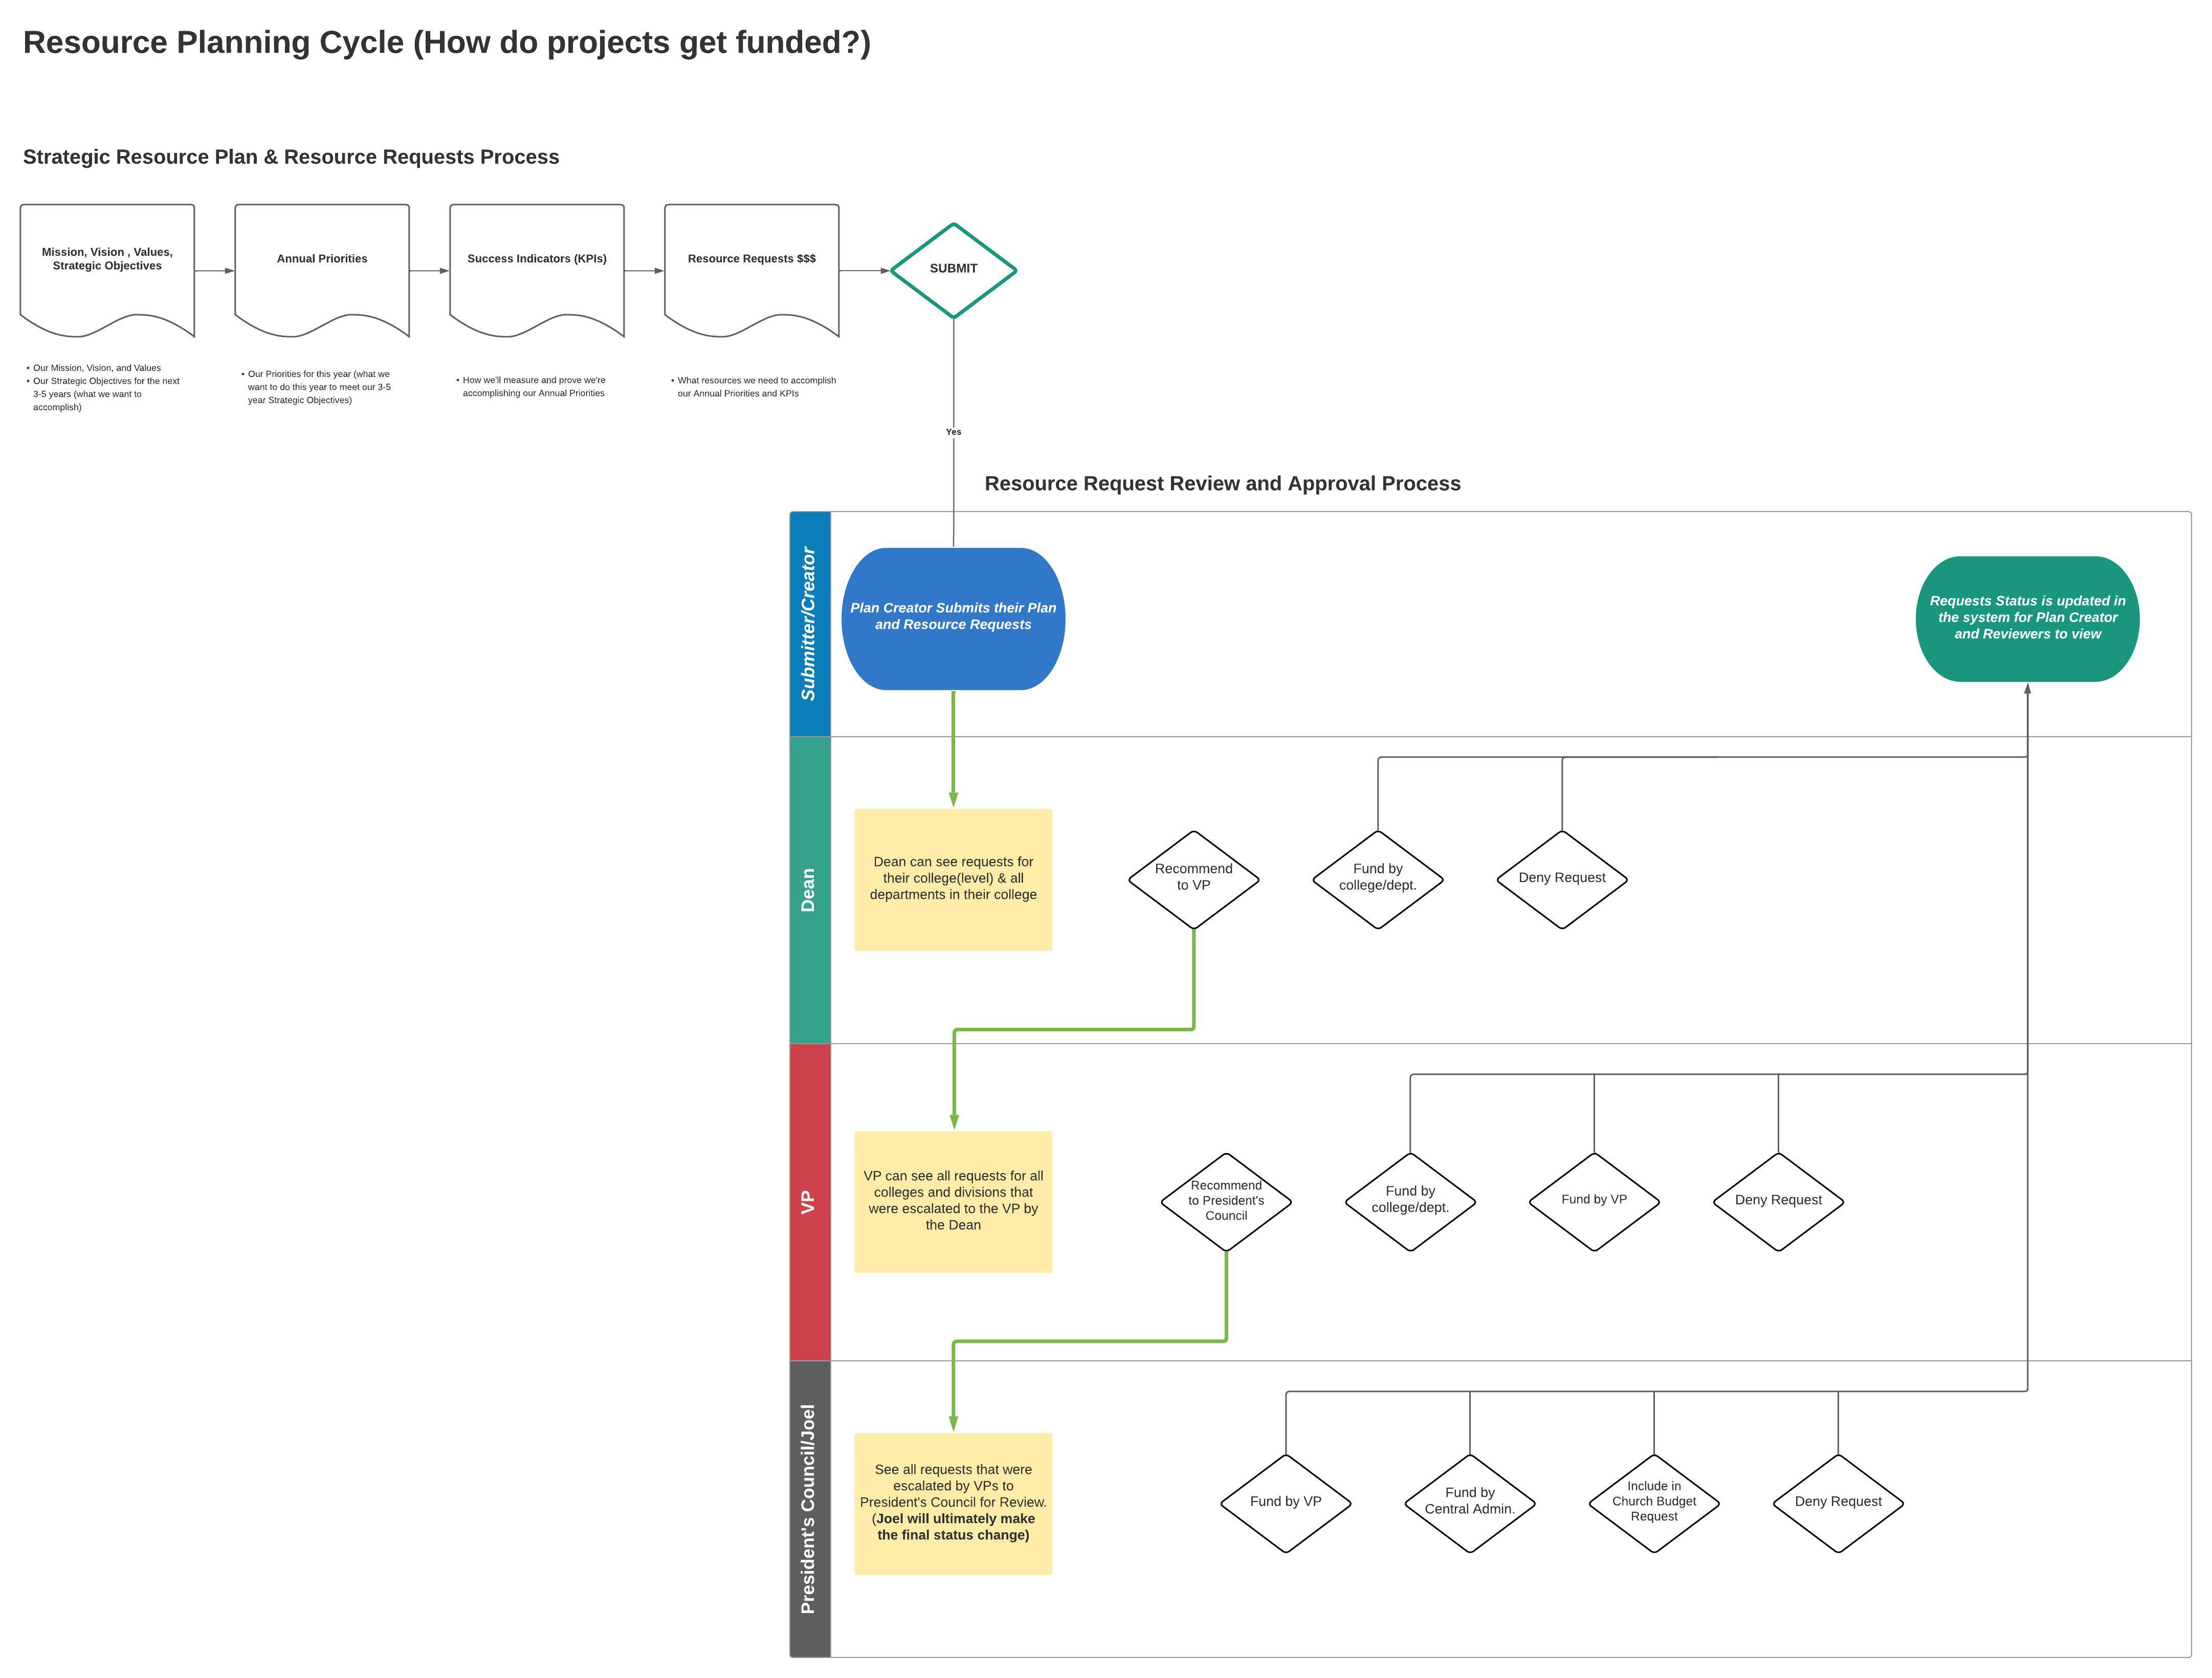 Resource Planning Cycle (How do projects get funded?)
Strategic Resource Plan & Resource Requests Process
Mission, Vision , Values,
Strategic Objectives
Annual Priorities
Success Indicators (KPIs)
Resource Requests $$$
SUBMIT
• Our Mission, Vision, and Values
• Our Strategic Objectives for the next
3-5 years (what we want to
accomplish)
• Our Priorities for this year (what we
want to do this year to meet our 3-5
year Strategic Objectives)
• How we'll measure and prove we're
accomplishing our Annual Priorities
• What resources we need to accomplish
our Annual Priorities and KPIs
Yes
Resource Request Review and Approval Process
Submitter/Creator
Plan Creator Submits their Plan
and Resource Requests
Requests Status is updated in
the system for Plan Creator
and Reviewers to view
Dean
Dean can see requests for
their college(level) & all
departments in their college
Recommend
to VP
Fund by
college/dept.
Deny Request
VP
VP can see all requests for all
colleges and divisions that
were escalated to the VP by
the Dean
Recommend
to President's
Council
Fund by
college/dept.
Fund by VP
Deny Request
President's Council/Joel
See all requests that were
escalated by VPs to
President's Council for Review.
(Joel will ultimately make
the final status change)
Fund by VP
Fund by
Central Admin.
Include in
Church Budget
Request
Deny Request